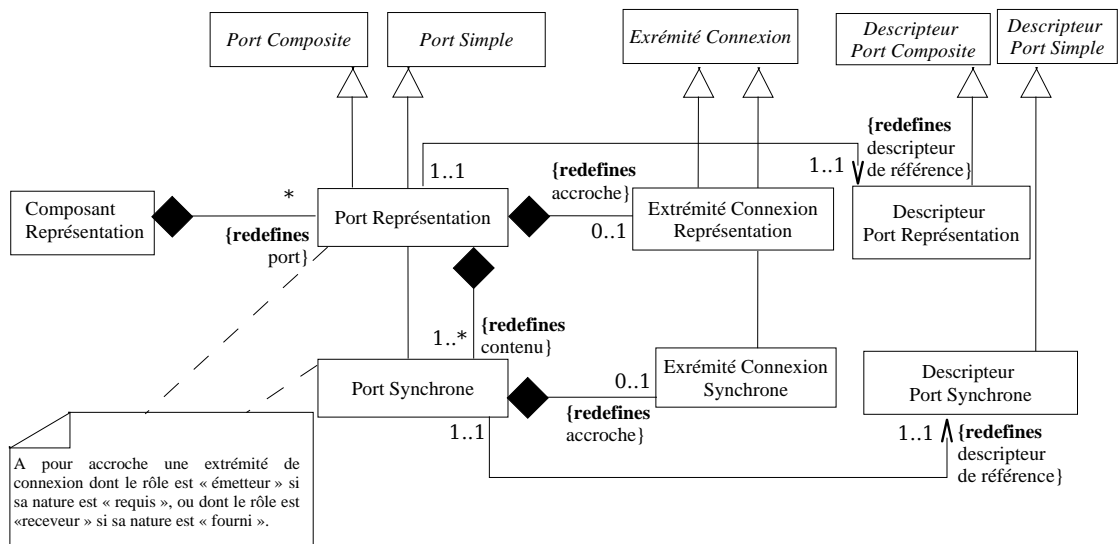 Port Composite
Port Simple
Exrémité Connexion
Descripteur
Port Composite
Descripteur
Port Simple
{redefines
descripteur
de référence}
1..1
1..1
{redefines
accroche}
0..1
Composant
Représentation
*
{redefines
port}
Port Représentation
Extrémité Connexion
Représentation
Descripteur
Port Représentation
1..*
{redefines
contenu}
Port Synchrone
0..1
{redefines
accroche}
Exrémité Connexion
Synchrone
Descripteur
Port Synchrone
1..1
1..1
{redefines
descripteur
de référence}
A pour accroche une extrémité de
connexion dont le rôle est « émetteur » si
sa nature est « requis », ou dont le rôle est
«receveur » si sa nature est « fourni ».